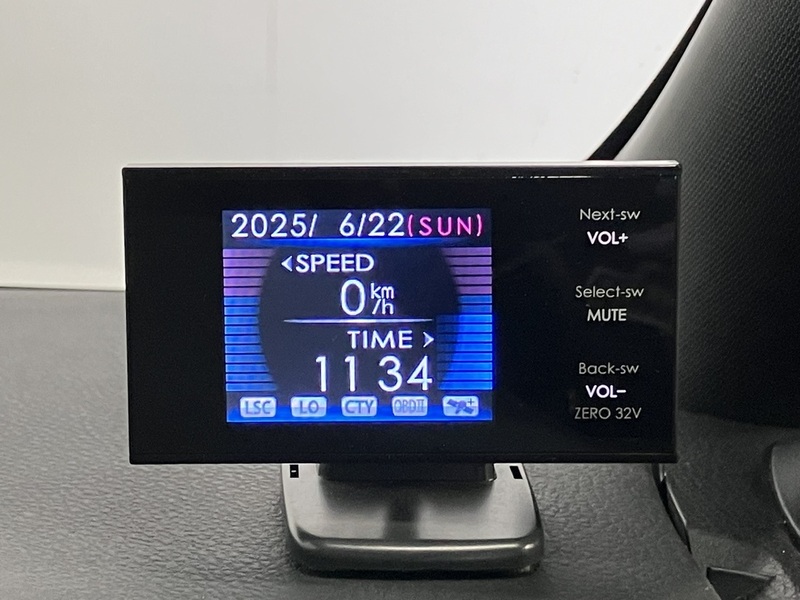 2025/ 6/22(SUN)
SPEED
0km/h
TIME
11 34
LSC LO CTY OBDII
Next-sw
VOL+
Select-sw
MUTE
Back-sw
VOL−
ZERO 32V